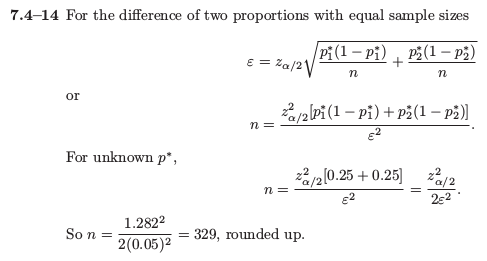 7.4–14 For the difference of two proportions with equal sample sizes
ε = z_{α/2} √( p₁*(1 − p₁*)/n + p₂*(1 − p₂*)/n )
or
n = z²_{α/2}[p₁*(1 − p₁*) + p₂*(1 − p₂*)] / ε² .
For unknown p*,
n = z²_{α/2}[0.25 + 0.25] / ε² = z²_{α/2} / 2ε² .
So n = 1.282² / 2(0.05)² = 329, rounded up.